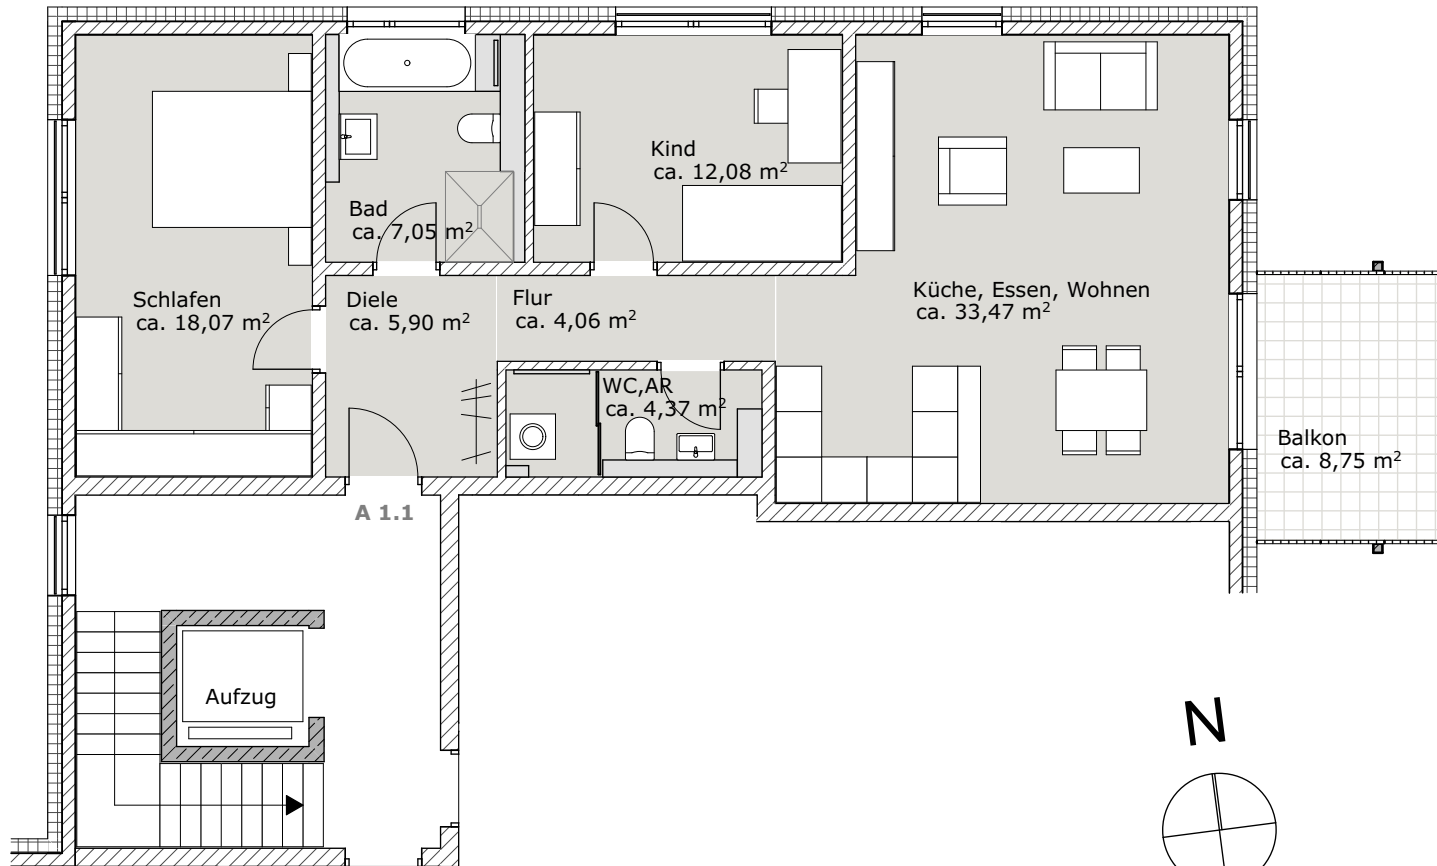 Kind
ca. 12,08 m²
Bad
ca. 7,05 m²
Schlafen
ca. 18,07 m²
Diele
ca. 5,90 m²
Flur
ca. 4,06 m²
Küche, Essen, Wohnen
ca. 33,47 m²
WC,AR
ca. 4,37 m²
Balkon
ca. 8,75 m²
A 1.1
Aufzug
N